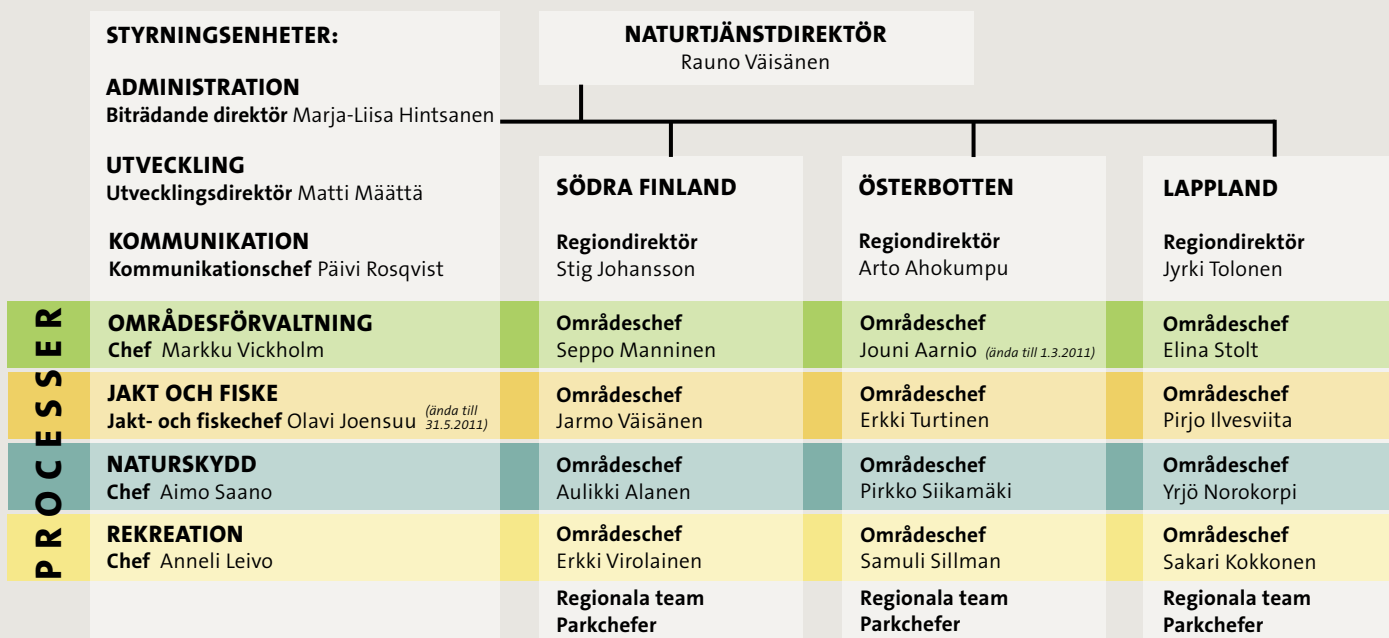 STYRNINGSENHETER:
ADMINISTRATION
Biträdande direktör Marja-Liisa Hintsanen
UTVECKLING
Utvecklingsdirektör Matti Määttä
KOMMUNIKATION
Kommunikationschef Päivi Rosqvist
NATURTJÄNSTDIREKTÖR
Rauno Väisänen
SÖDRA FINLAND
Regiondirektör
Stig Johansson
ÖSTERBOTTEN
Regiondirektör
Arto Ahokumpu
LAPPLAND
Regiondirektör
Jyrki Tolonen
PROCESSER
OMRÅDESFÖRVALTNING
Chef Markku Vickholm
Områdeschef
Seppo Manninen
Områdeschef
Jouni Aarnio (ända till 1.3.2011)
Områdeschef
Elina Stolt
JAKT OCH FISKE
Jakt- och fiskechef Olavi Joensuu (ända till
31.5.2011)
Områdeschef
Jarmo Väisänen
Områdeschef
Erkki Turtinen
Områdeschef
Pirjo Ilvesviita
NATURSKYDD
Chef Aimo Saano
Områdeschef
Aulikki Alanen
Områdeschef
Pirkko Siikamäki
Områdeschef
Yrjö Norokorpi
REKREATION
Chef Anneli Leivo
Områdeschef
Erkki Virolainen
Områdeschef
Samuli Sillman
Områdeschef
Sakari Kokkonen
Regionala team
Parkchefer
Regionala team
Parkchefer
Regionala team
Parkchefer